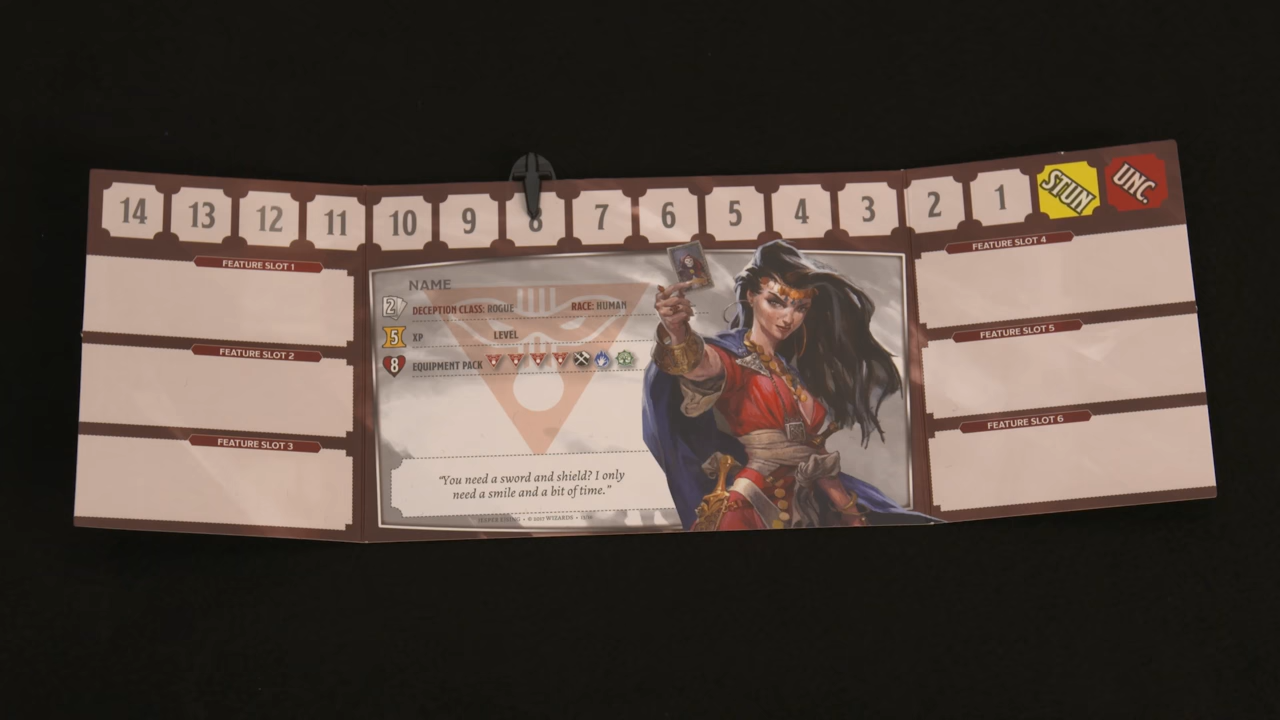 14 13 12 11 10 9 8 7 6 5 4 3 2 1 STUN UNC.
FEATURE SLOT 1
FEATURE SLOT 2
FEATURE SLOT 3
NAME
2 DECEPTION CLASS: ROGUE RACE: HUMAN
5 XP LEVEL
8 EQUIPMENT PACK
"You need a sword and shield? I only
need a smile and a bit of time."
© 2017 WIZARDS
FEATURE SLOT 4
FEATURE SLOT 5
FEATURE SLOT 6